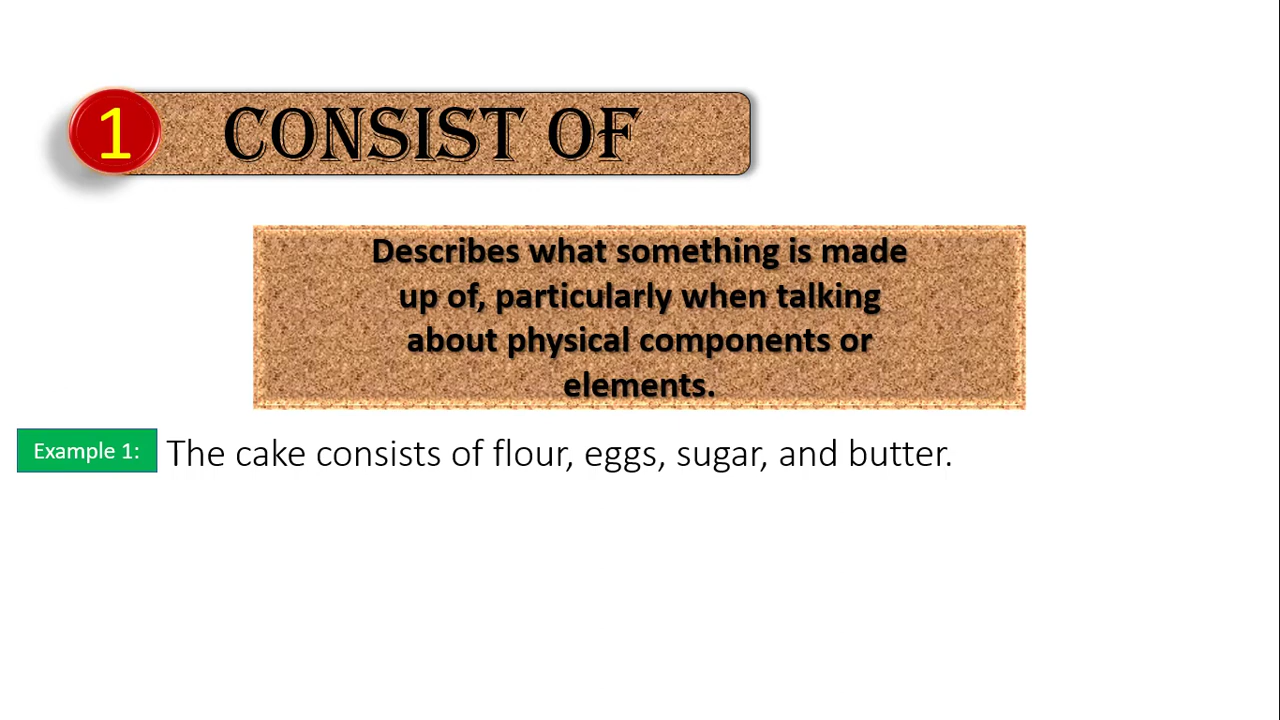 1
CONSIST OF
Describes what something is made
up of, particularly when talking
about physical components or
elements.
Example 1: The cake consists of flour, eggs, sugar, and butter.